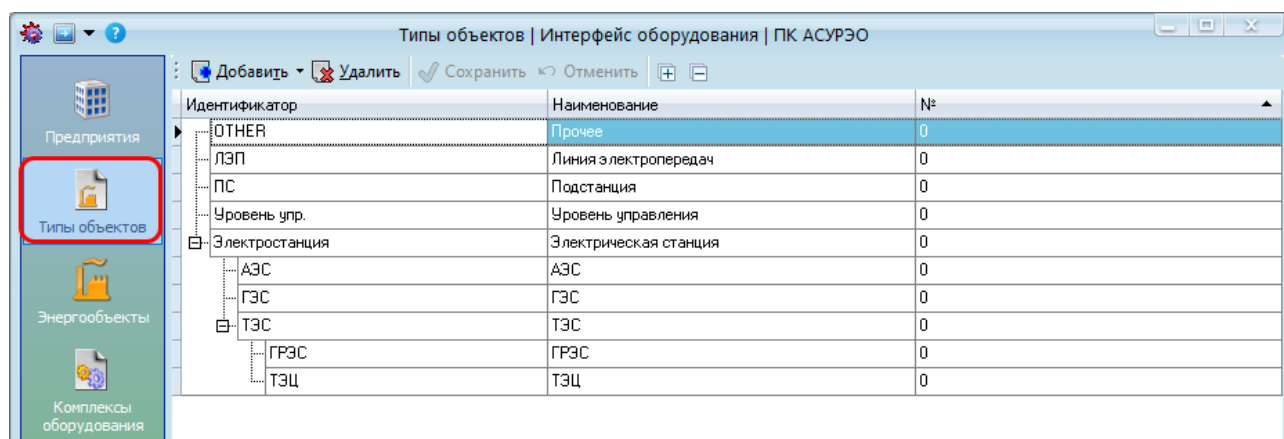 Типы объектов | Интерфейс оборудования | ПК АСУРЭО
Добавить Удалить Сохранить Отменить
Предприятия
Типы объектов
Энергообъекты
Комплексы
оборудования
Идентификатор Наименование №
OTHER Прочее 0
ЛЭП Линия электропередач 0
ПС Подстанция 0
Уровень упр. Уровень управления 0
Электростанция Электрическая станция 0
АЭС АЭС 0
ГЭС ГЭС 0
ТЭС ТЭС 0
ГРЭС ГРЭС 0
ТЭЦ ТЭЦ 0